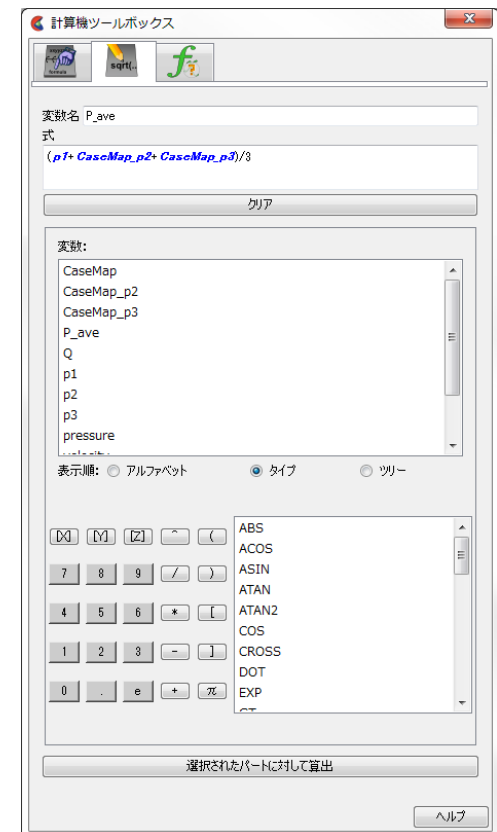 計算機ツールボックス
sqrt(..
f?
変数名 P_ave
式
(p1+CaseMap_p2+CaseMap_p3)/3
クリア
変数:
CaseMap
CaseMap_p2
CaseMap_p3
P_ave
Q
p1
p2
p3
pressure
表示順: アルファベット タイプ ツリー
[X] [Y] [Z] ^ (
7 8 9 / )
4 5 6 * [
1 2 3 - ]
0 . e + π
ABS
ACOS
ASIN
ATAN
ATAN2
COS
CROSS
DOT
EXP
選択されたパートに対して算出
ヘルプ